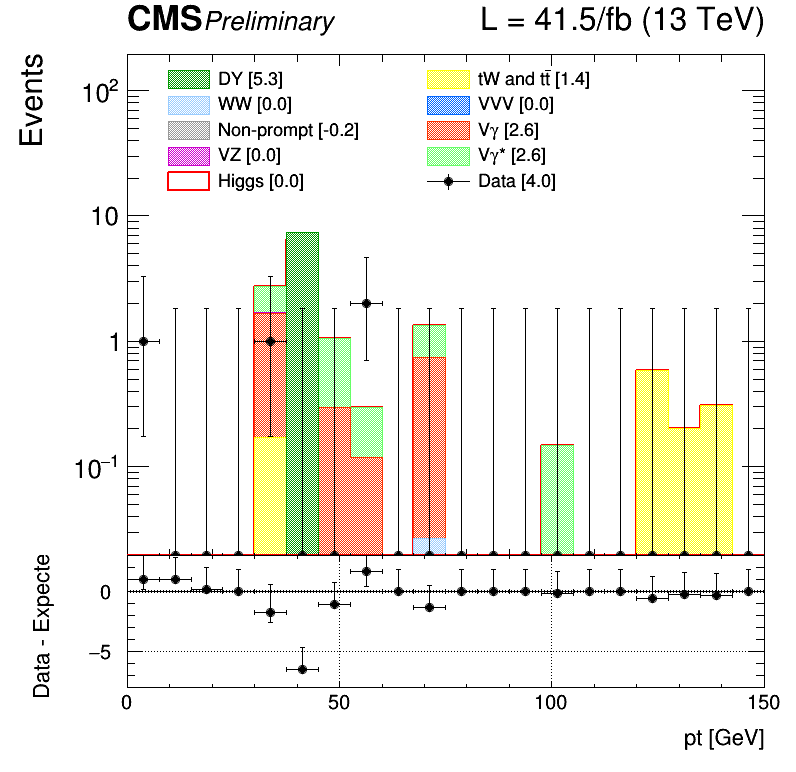 CMS Preliminary L = 41.5/fb (13 TeV)
Events
10²
10
1
10⁻¹
DY [5.3]
WW [0.0]
Non-prompt [-0.2]
VZ [0.0]
Higgs [0.0]
tW and tt̄ [1.4]
VVV [0.0]
Vγ [2.6]
Vγ* [2.6]
Data [4.0]
Data - Expecte
0
−5
0 50 100 150
pt [GeV]